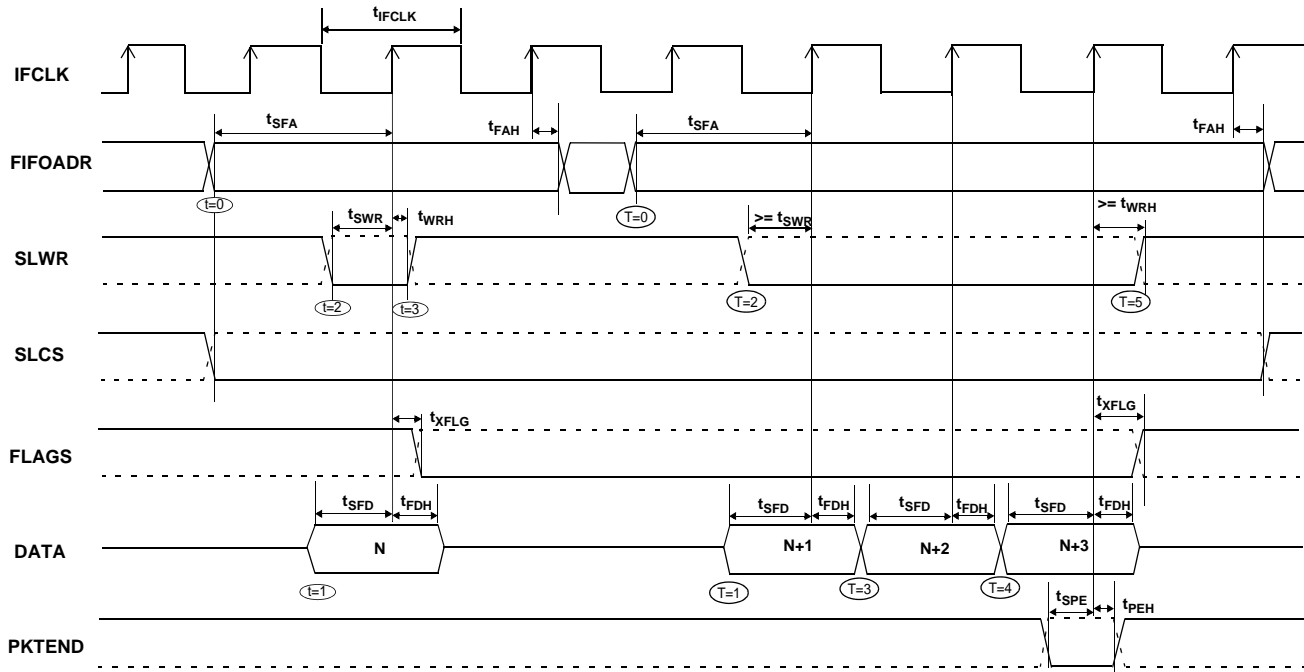 tIFCLK
IFCLK
tSFA
tFAH
tSFA
tFAH
FIFOADR
t=0
T=0
tSWR
tWRH
>= tSWR
>= tWRH
SLWR
t=2
t=3
T=2
T=5
SLCS
tXFLG
tXFLG
FLAGS
tSFD
tFDH
tSFD
tFDH
tSFD
tFDH
tSFD
tFDH
DATA
N
N+1
N+2
N+3
t=1
T=1
T=3
T=4
tSPE
tPEH
PKTEND